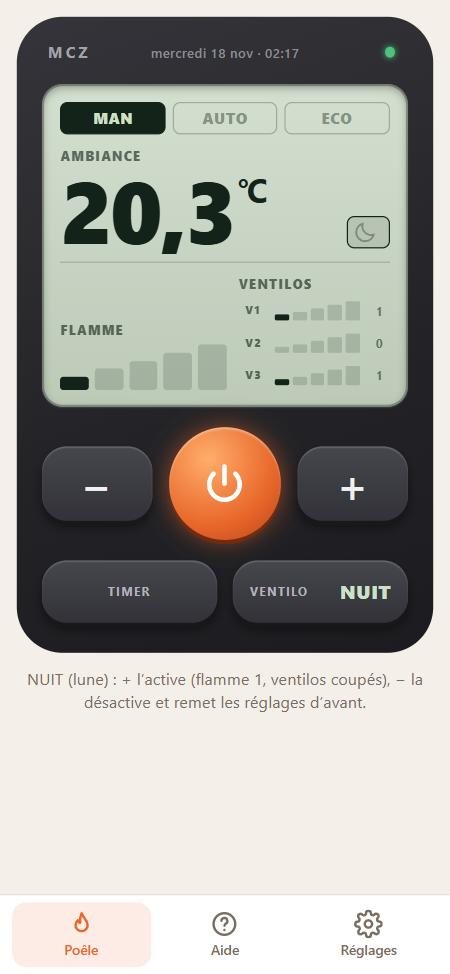 MCZ
mercredi 18 nov · 02:17
MAN
AUTO
ECO
AMBIANCE
20,3°C
VENTILOS
V1 1
FLAMME
V2 0
V3 1
−
+
TIMER
VENTILO NUIT
NUIT (lune) : + l’active (flamme 1, ventilos coupés), − la
désactive et remet les réglages d’avant.
Poêle
Aide
Réglages